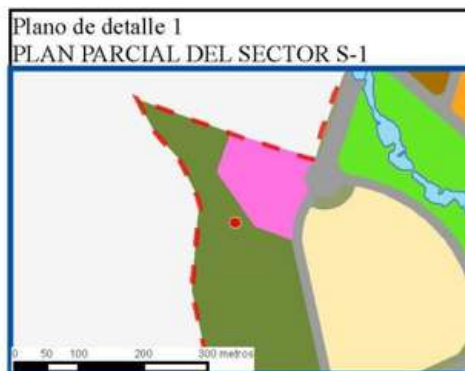 Plano de detalle 1
PLAN PARCIAL DEL SECTOR S-1
0 50 100 200 300 metros